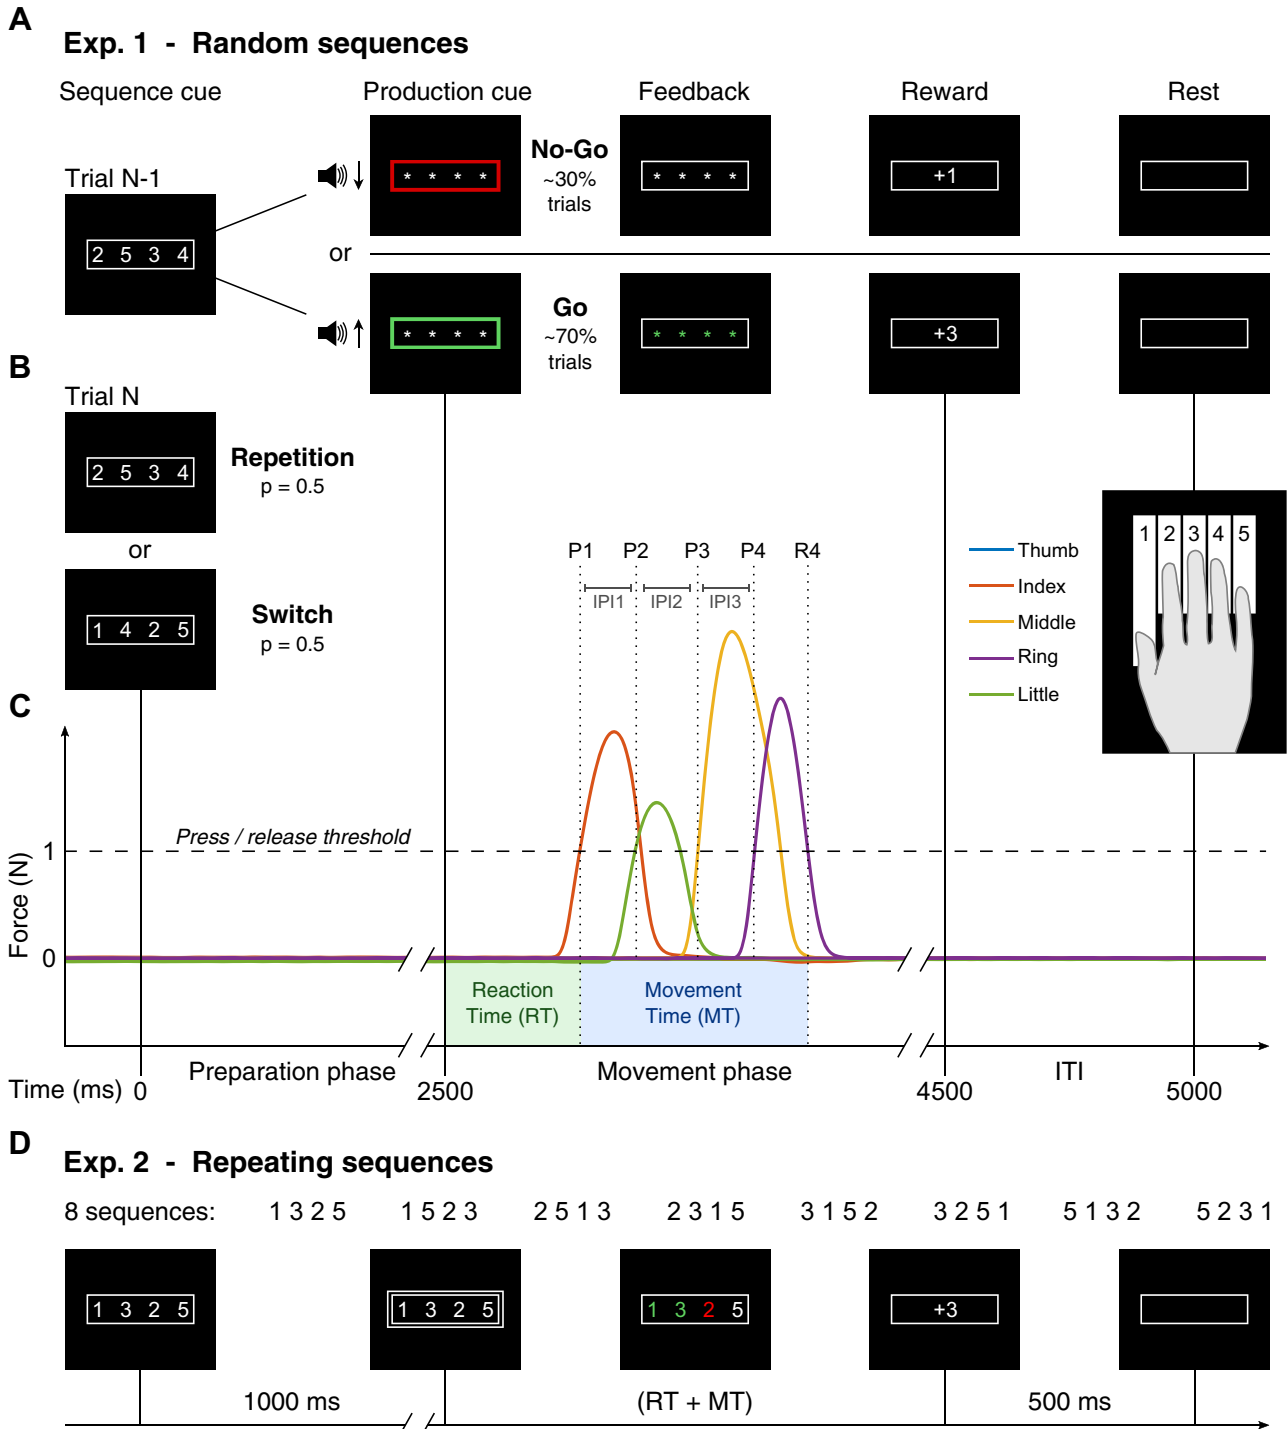 A
Exp. 1 - Random sequences
Sequence cue
Production cue
Feedback
Reward
Rest
Trial N-1
2 5 3 4
* * * *
No-Go
~30%
trials
* * * *
+1
or
* * * *
Go
~70%
trials
* * * *
+3
B
Trial N
2 5 3 4
Repetition
p = 0.5
or
1 4 2 5
Switch
p = 0.5
P1 P2 P3 P4 R4
IPI1 IPI2 IPI3
Thumb
Index
Middle
Ring
Little
1 2 3 4 5
C
Force (N)
1
0
Press / release threshold
Reaction
Time (RT)
Movement
Time (MT)
Preparation phase
Movement phase
ITI
Time (ms) 0 2500 4500 5000
D
Exp. 2 - Repeating sequences
8 sequences: 1 3 2 5 1 5 2 3 2 5 1 3 2 3 1 5 3 1 5 2 3 2 5 1 5 1 3 2 5 2 3 1
1 3 2 5
1 3 2 5
1 3 2 5
+3
1000 ms
(RT + MT)
500 ms